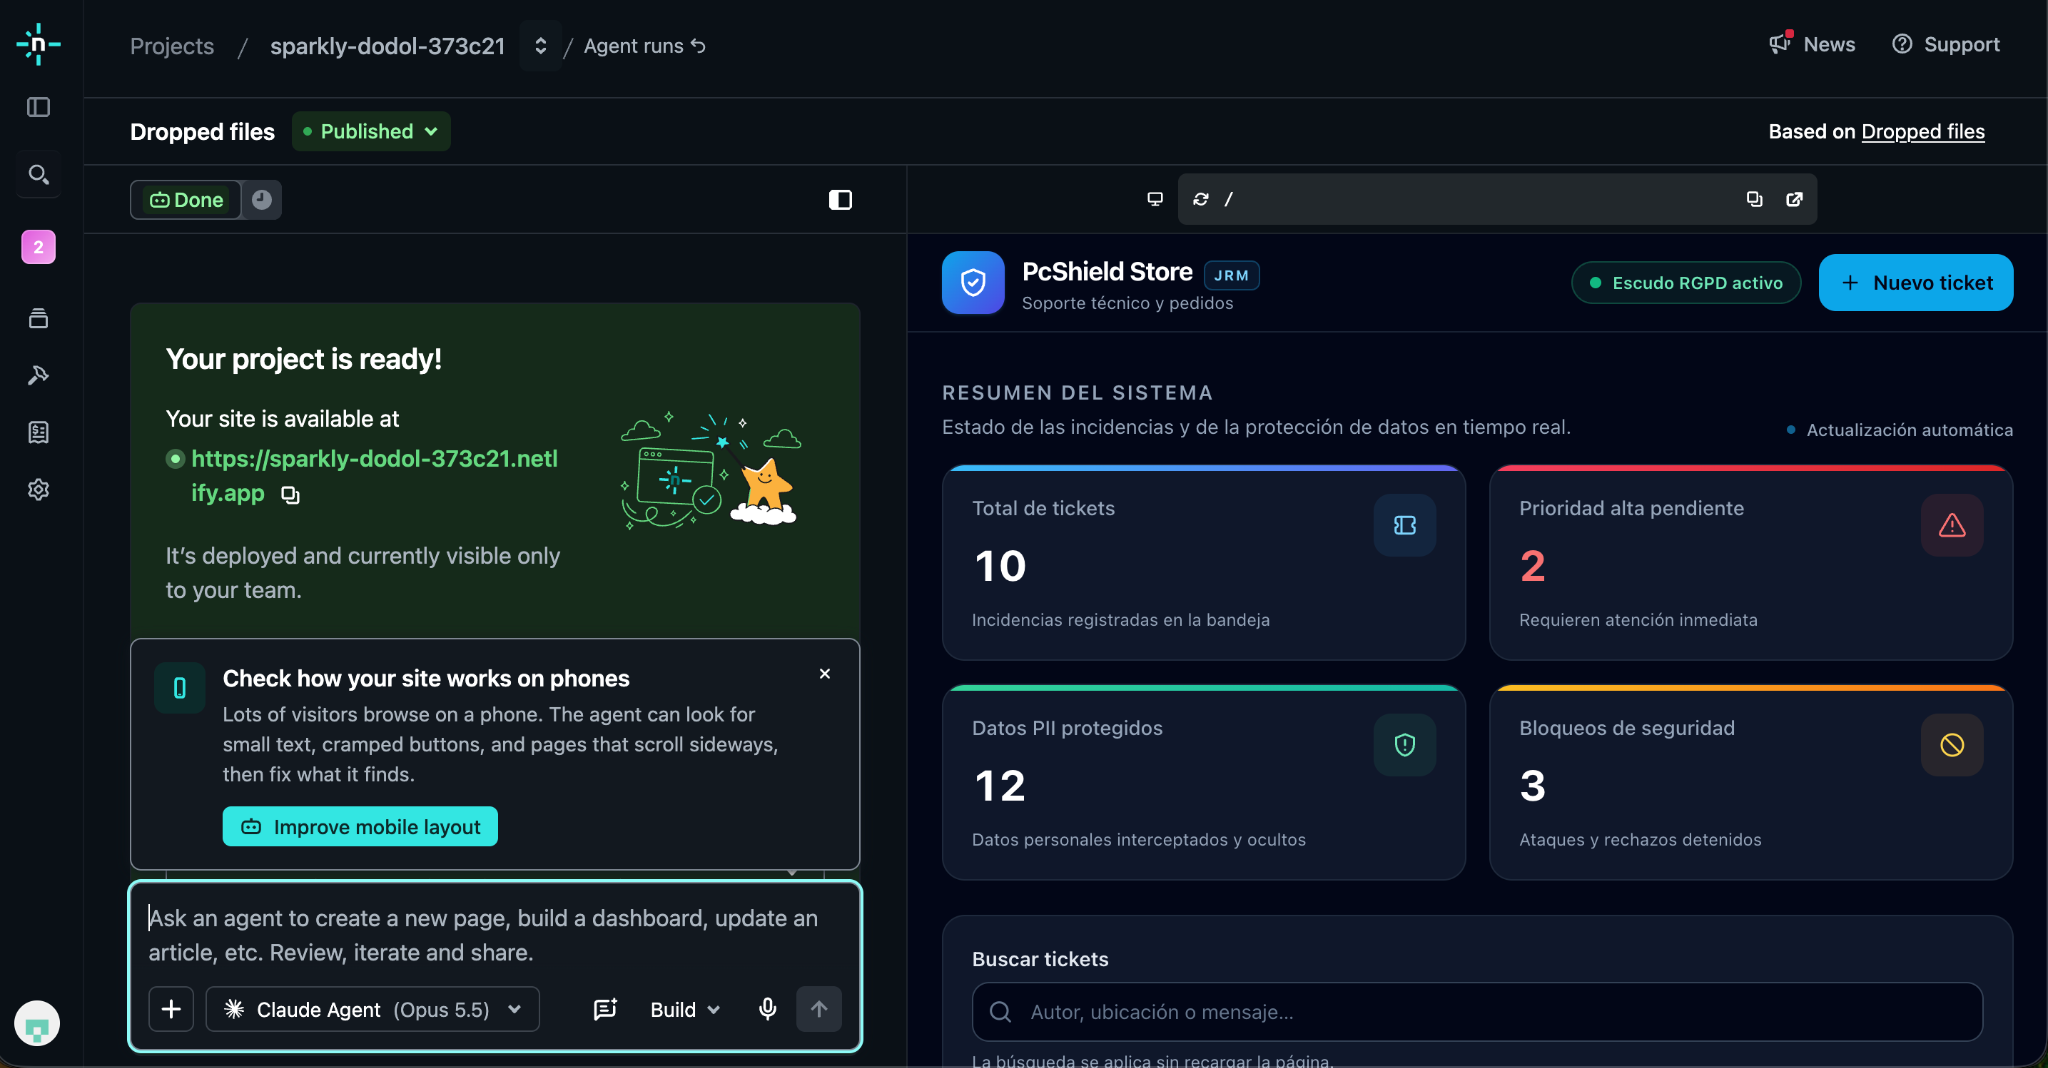 Projects / sparkly-dodol-373c21 / Agent runs
News
Support
Dropped files
Published
Based on Dropped files
Done
/
2
Your project is ready!
Your site is available at
https://sparkly-dodol-373c21.netl
ify.app
It's deployed and currently visible only
to your team.
Check how your site works on phones
Lots of visitors browse on a phone. The agent can look for
small text, cramped buttons, and pages that scroll sideways,
then fix what it finds.
Improve mobile layout
Ask an agent to create a new page, build a dashboard, update an
article, etc. Review, iterate and share.
Claude Agent (Opus 5.5)
Build
PcShield Store JRM
Soporte técnico y pedidos
Escudo RGPD activo
+ Nuevo ticket
RESUMEN DEL SISTEMA
Estado de las incidencias y de la protección de datos en tiempo real.
Actualización automática
Total de tickets
10
Incidencias registradas en la bandeja
Prioridad alta pendiente
2
Requieren atención inmediata
Datos PII protegidos
12
Datos personales interceptados y ocultos
Bloqueos de seguridad
3
Ataques y rechazos detenidos
Buscar tickets
Autor, ubicación o mensaje...
La búsqueda se aplica sin recargar la página.